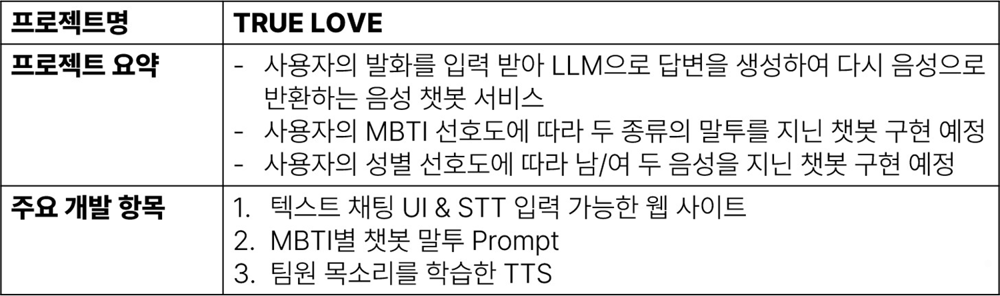 프로젝트명 TRUE LOVE
프로젝트 요약 - 사용자의 발화를 입력 받아 LLM으로 답변을 생성하여 다시 음성으로
반환하는 음성 챗봇 서비스
- 사용자의 MBTI 선호도에 따라 두 종류의 말투를 지닌 챗봇 구현 예정
- 사용자의 성별 선호도에 따라 남/여 두 음성을 지닌 챗봇 구현 예정
주요 개발 항목 1. 텍스트 채팅 UI & STT 입력 가능한 웹 사이트
2. MBTI별 챗봇 말투 Prompt
3. 팀원 목소리를 학습한 TTS